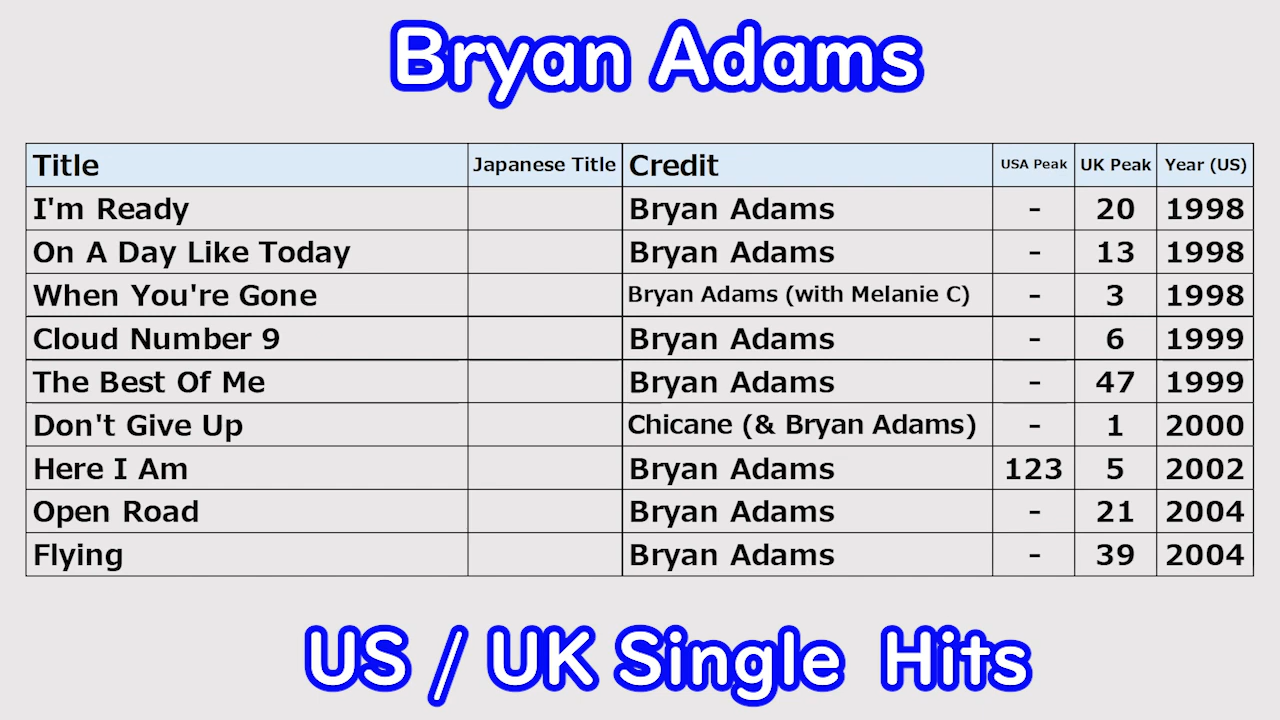 Bryan Adams
Title Japanese Title Credit USA Peak UK Peak Year (US)
I'm Ready Bryan Adams - 20 1998
On A Day Like Today Bryan Adams - 13 1998
When You're Gone Bryan Adams (with Melanie C) - 3 1998
Cloud Number 9 Bryan Adams - 6 1999
The Best Of Me Bryan Adams - 47 1999
Don't Give Up Chicane (& Bryan Adams) - 1 2000
Here I Am Bryan Adams 123 5 2002
Open Road Bryan Adams - 21 2004
Flying Bryan Adams - 39 2004
US / UK Single Hits